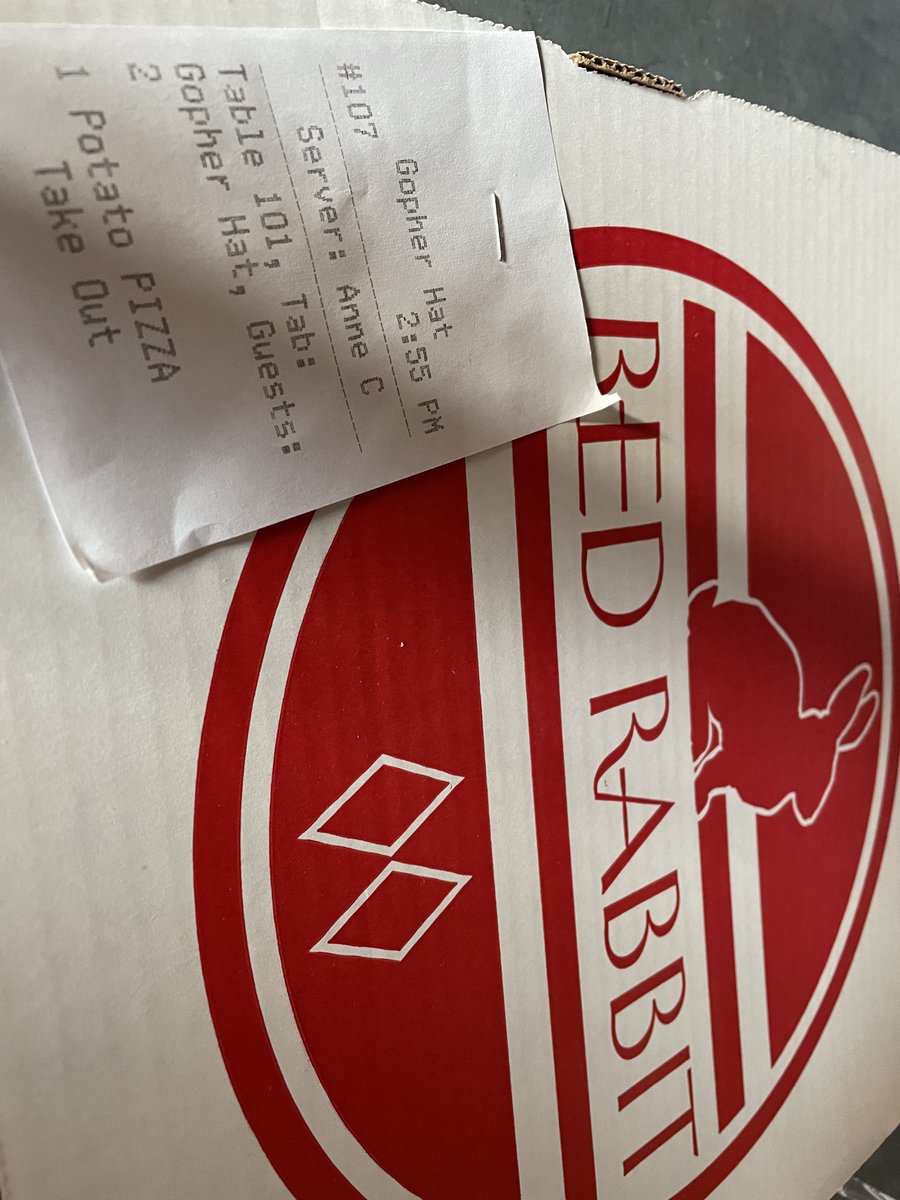 Gopher Hat
#107 2:55 PM
Server: Anne C
Table 101, Tab:
Gopher Hat, Guests:
2
1 Potato PIZZA
Take Out
RED RABBIT